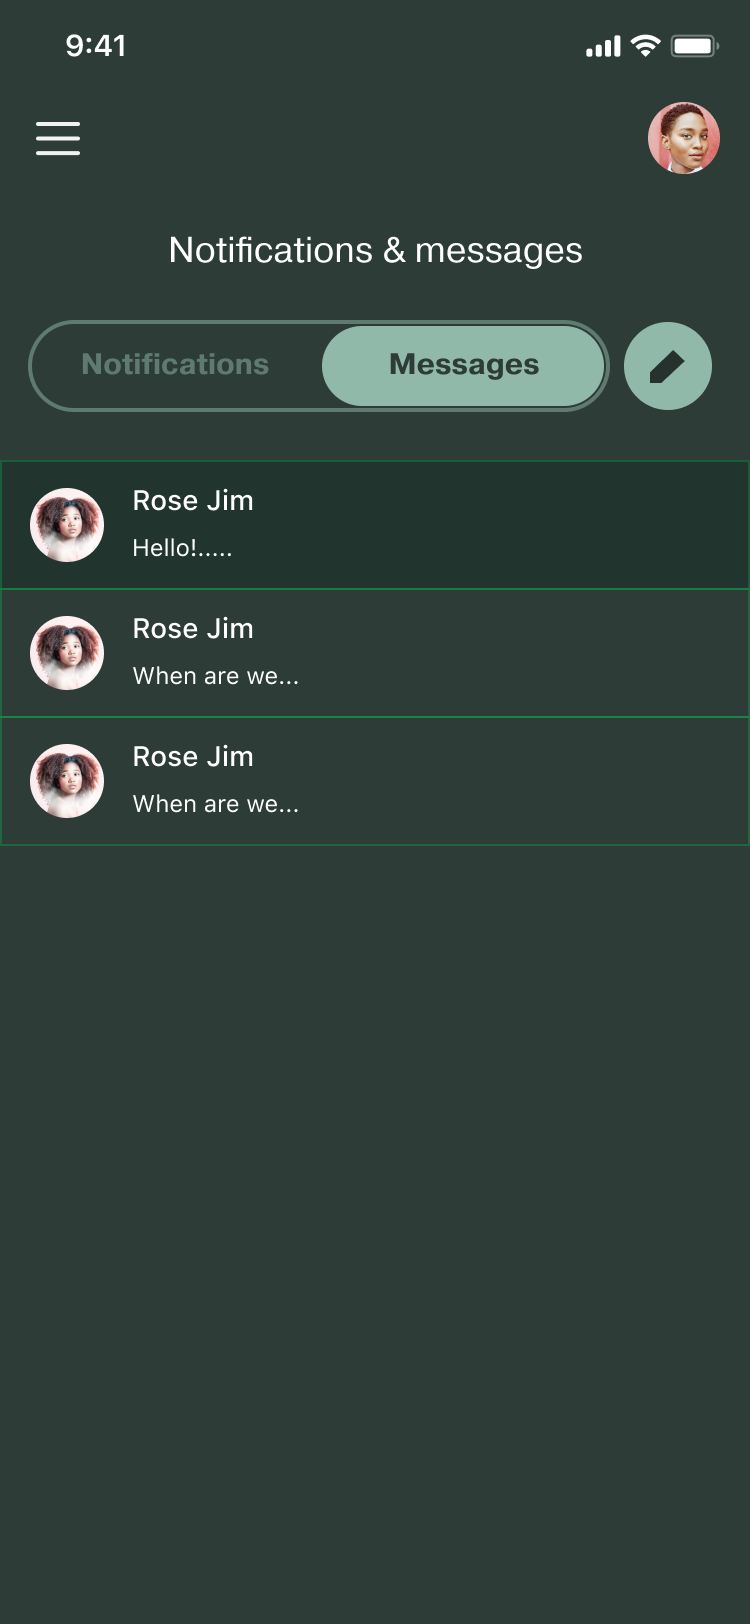 9:41
Notifications & messages
Notifications
Messages
Rose Jim
Hello!.....
Rose Jim
When are we...
Rose Jim
When are we...